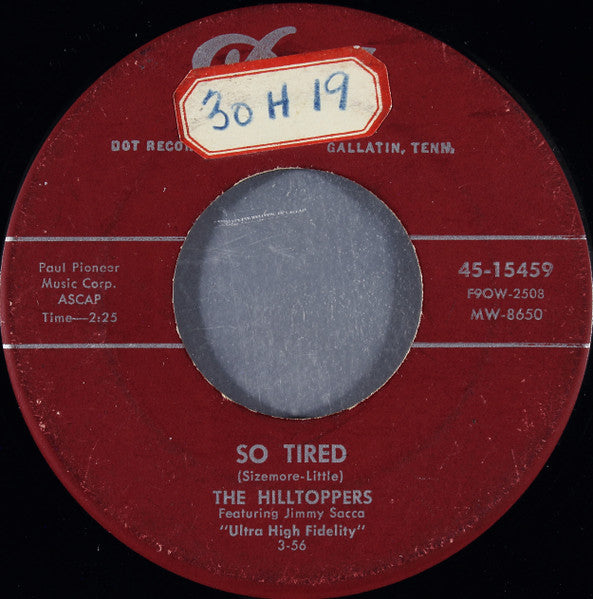 30 H 19
DOT RECOR GALLATIN, TENN.
Paul Pioneer
Music Corp.
ASCAP
Time—2:25
45-15459
F9OW-2508
MW-8650
SO TIRED
(Sizemore-Little)
THE HILLTOPPERS
Featuring Jimmy Sacca
"Ultra High Fidelity"
3-56